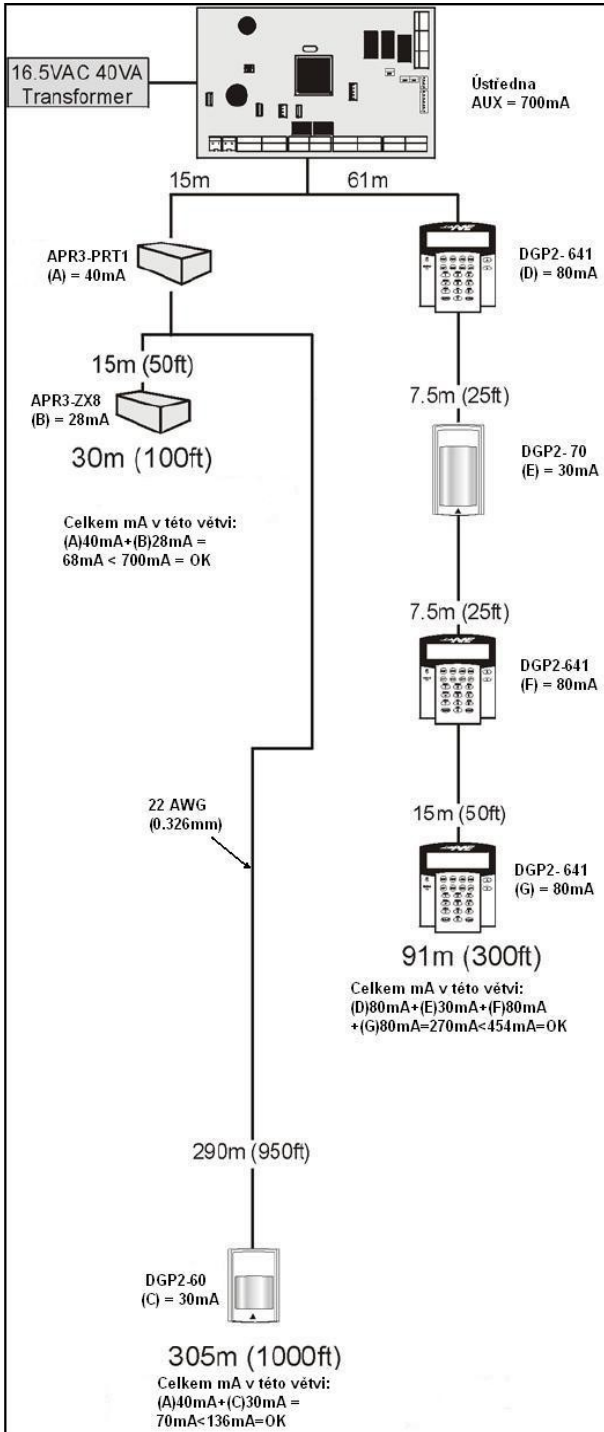 16.5VAC 40VA
Transformer
Ústředna
AUX = 700mA
15m
61m
APR3-PRT1
(A) = 40mA
DGP2- 641
(D) = 80mA
15m (50ft)
APR3-ZX8
(B) = 28mA
30m (100ft)
7.5m (25ft)
DGP2- 70
(E) = 30mA
Celkem mA v této větvi:
(A)40mA+(B)28mA =
68mA < 700mA = OK
7.5m (25ft)
DGP2-641
(F) = 80mA
22 AWG
(0.326mm)
15m (50ft)
DGP2- 641
(G) = 80mA
91m (300ft)
Celkem mA v této větvi:
(D)80mA+(E)30mA+(F)80mA
+(G)80mA=270mA<454mA=OK
290m (950ft)
DGP2-60
(C) = 30mA
305m (1000ft)
Celkem mA v této větvi:
(A)40mA+(C)30mA =
70mA<136mA=OK